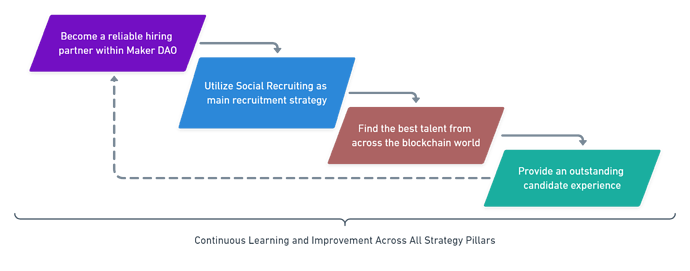 Become a reliable hiring
partner within Maker DAO
Utilize Social Recruiting as
main recruitment strategy
Find the best talent from
across the blockchain world
Provide an outstanding
candidate experience
Continuous Learning and Improvement Across All Strategy Pillars